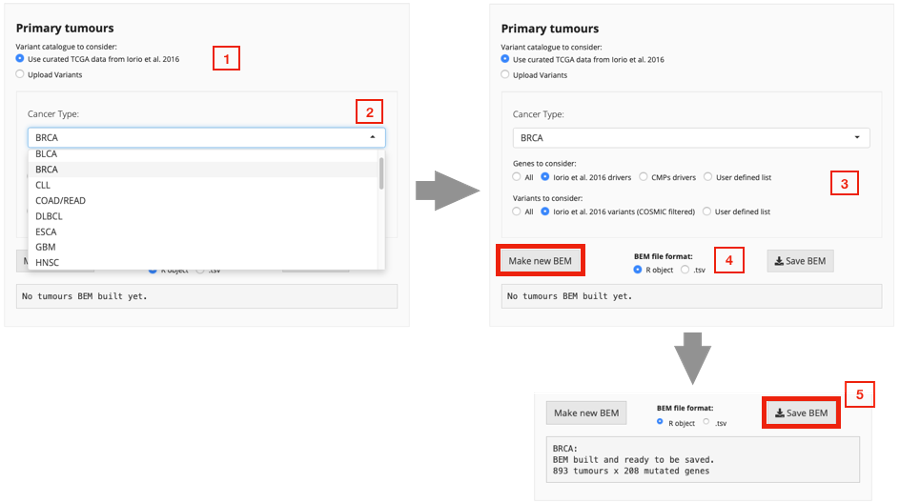 Primary tumours
Variant catalogue to consider:
Use curated TCGA data from Iorio et al. 2016
1
Upload Variants
Cancer Type:
2
BRCA
BLCA
BRCA
CLL
COAD/READ
DLBCL
ESCA
GBM
HNSC
R object .tsv
No tumours BEM built yet.
Primary tumours
Variant catalogue to consider:
Use curated TCGA data from Iorio et al. 2016
Upload Variants
Cancer Type:
BRCA
Genes to consider:
All Iorio et al. 2016 drivers CMPs drivers User defined list
3
Variants to consider:
All Iorio et al. 2016 variants (COSMIC filtered) User defined list
Make new BEM
BEM file format:
R object .tsv
4
Save BEM
No tumours BEM built yet.
Make new BEM
BEM file format:
R object .tsv
Save BEM
5
BRCA:
BEM built and ready to be saved.
893 tumours x 208 mutated genes